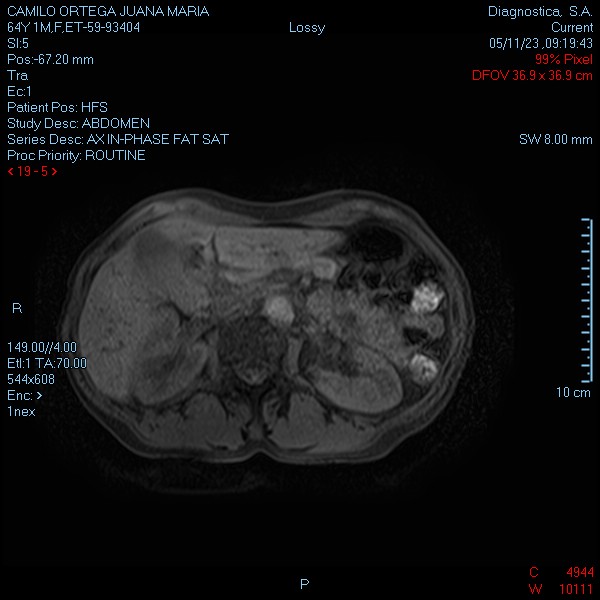 CAMILO ORTEGA JUANA MARIA
64Y 1M,F,ET-59-93404
Sl:5
Pos:-67.20 mm
Tra
Ec:1
Patient Pos: HFS
Study Desc: ABDOMEN
Series Desc: AX IN-PHASE FAT SAT
Proc Priority: ROUTINE
< 19 - 5 >
Lossy
Diagnostica, S.A.
Current
05/11/23 ,09:19:43
99% Pixel
DFOV 36.9 x 36.9 cm
SW 8.00 mm
R
149.00//4.00
Etl:1 TA:70.00
544x608
Enc: >
1nex
10 cm
P
C 4944
W 10111